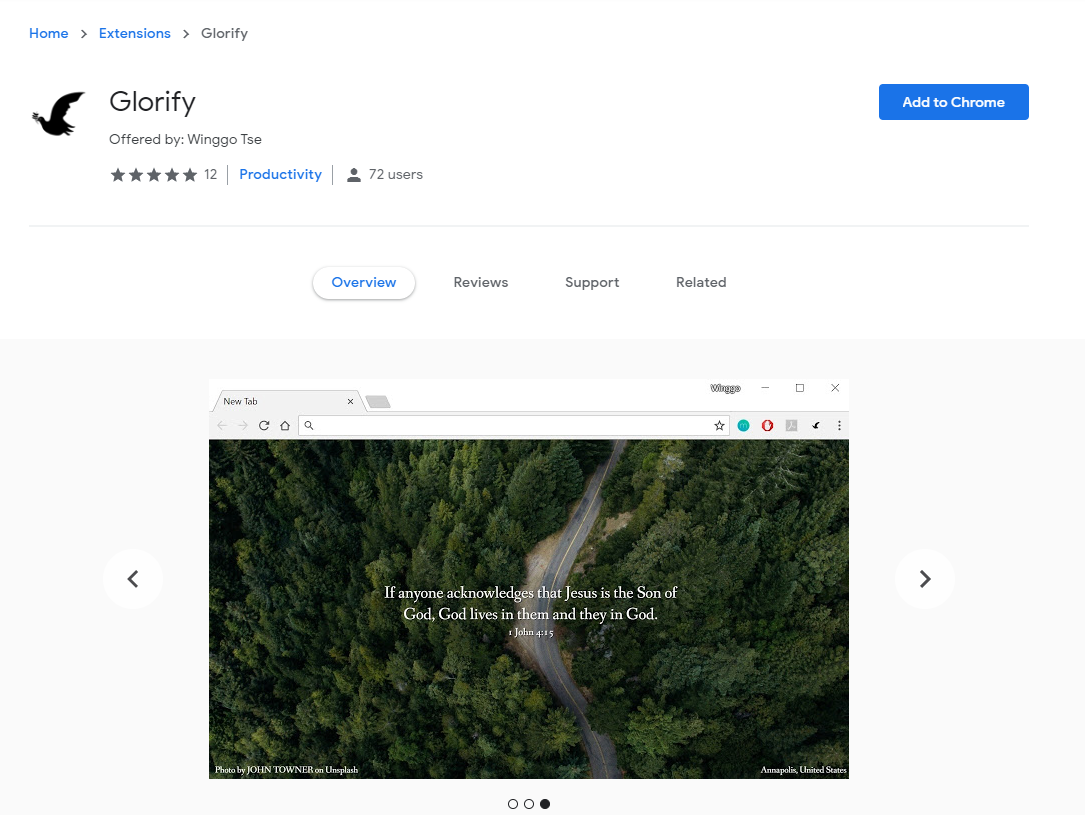 Home > Extensions > Glorify
Glorify
Add to Chrome
Offered by: Winggo Tse
12 Productivity 72 users
Overview Reviews Support Related
Winggo
New Tab
If anyone acknowledges that Jesus is the Son of
God, God lives in them and they in God.
1 John 4:15
Photo by JOHN TOWNER on Unsplash
Annapolis, United States